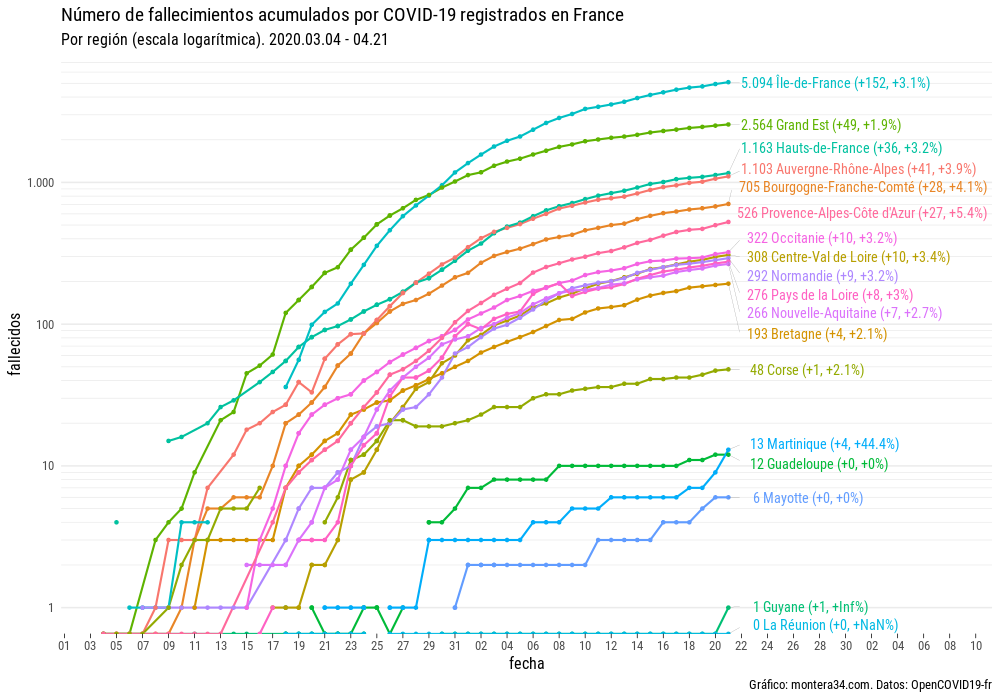 Número de fallecimientos acumulados por COVID-19 registrados en France
Por región (escala logarítmica). 2020.03.04 - 04.21
fallecidos
1.000
100
10
1
5.094 Île-de-France (+152, +3.1%)
2.564 Grand Est (+49, +1.9%)
1.163 Hauts-de-France (+36, +3.2%)
1.103 Auvergne-Rhône-Alpes (+41, +3.9%)
705 Bourgogne-Franche-Comté (+28, +4.1%)
526 Provence-Alpes-Côte d'Azur (+27, +5.4%)
322 Occitanie (+10, +3.2%)
308 Centre-Val de Loire (+10, +3.4%)
292 Normandie (+9, +3.2%)
276 Pays de la Loire (+8, +3%)
266 Nouvelle-Aquitaine (+7, +2.7%)
193 Bretagne (+4, +2.1%)
48 Corse (+1, +2.1%)
13 Martinique (+4, +44.4%)
12 Guadeloupe (+0, +0%)
6 Mayotte (+0, +0%)
1 Guyane (+1, +Inf%)
0 La Réunion (+0, +NaN%)
01 03 05 07 09 11 13 15 17 19 21 23 25 27 29 31 02 04 06 08 10 12 14 16 18 20 22 24 26 28 30 02 04 06 08 10
fecha
Gráfico: montera34.com. Datos: OpenCOVID19-fr